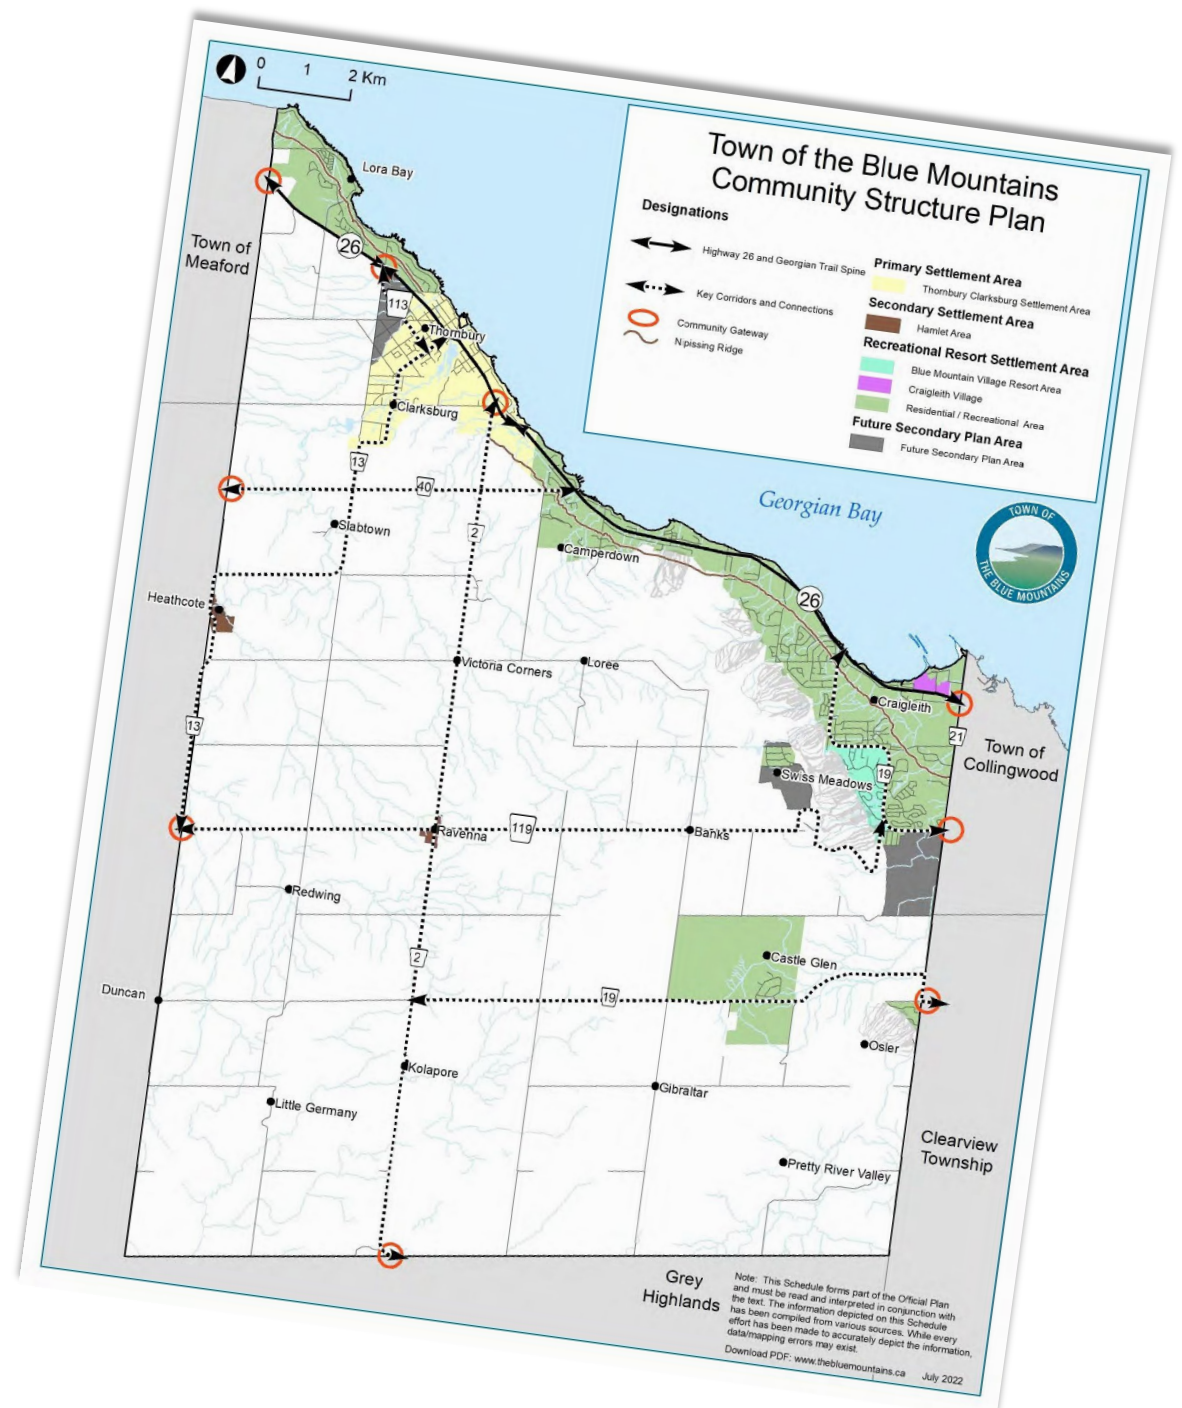 0 1 2 Km
Town of the Blue Mountains
Community Structure Plan
Designations
Highway 26 and Georgian Trail Spine
Key Corridors and Connections
Community Gateway
Nipissing Ridge
Primary Settlement Area
Thornbury Clarksburg Settlement Area
Secondary Settlement Area
Hamlet Area
Recreational Resort Settlement Area
Blue Mountain Village Resort Area
Craigleith Village
Residential / Recreational Area
Future Secondary Plan Area
Future Secondary Plan Area
Lora Bay
Town of
Meaford
26
113
Thornbury
Clarksburg
13
40
Georgian Bay
TOWN OF
THE BLUE MOUNTAINS
Slabtown
2
Camperdown
Heathcote
26
Victoria Corners
Loree
Craigleith
13
21
Town of
Collingwood
Swiss Meadows
19
Ravenna
119
Banks
Redwing
2
Castle Glen
Duncan
19
Osler
Kolapore
Gibraltar
Little Germany
Clearview
Township
Pretty River Valley
Grey
Highlands
Note: This Schedule forms part of the Official Plan
and must be read and interpreted in conjunction with
the text. The information depicted on this Schedule
has been compiled from various sources. While every
effort has been made to accurately depict the information,
data/mapping errors may exist.
Download PDF: www.thebluemountains.ca
July 2022